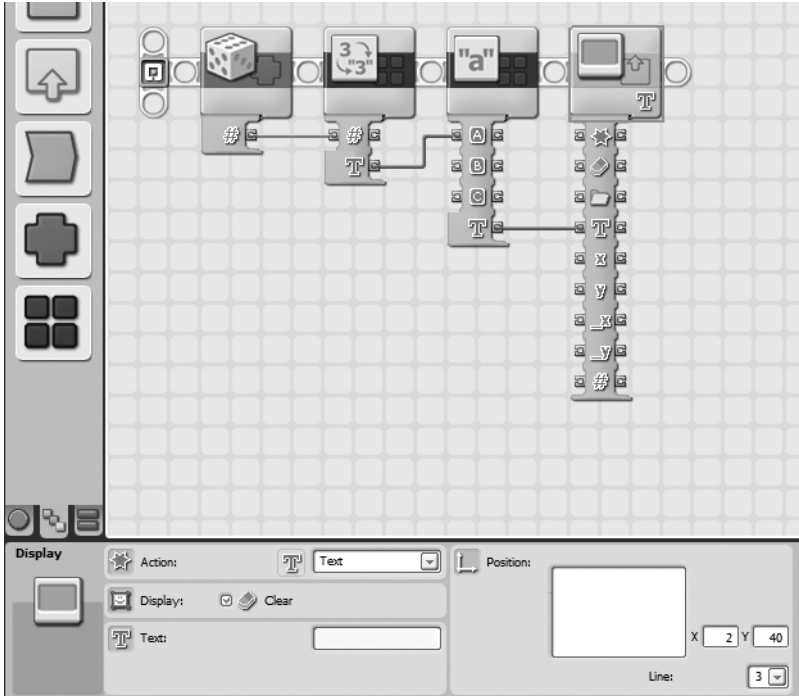 3
"3"
"a"
T
# # A #
T B
C
T T
x
y
_x
_y
#
Display
Action: T Text
Display: Clear
T Text:
Position:
X 2 Y 40
Line: 3